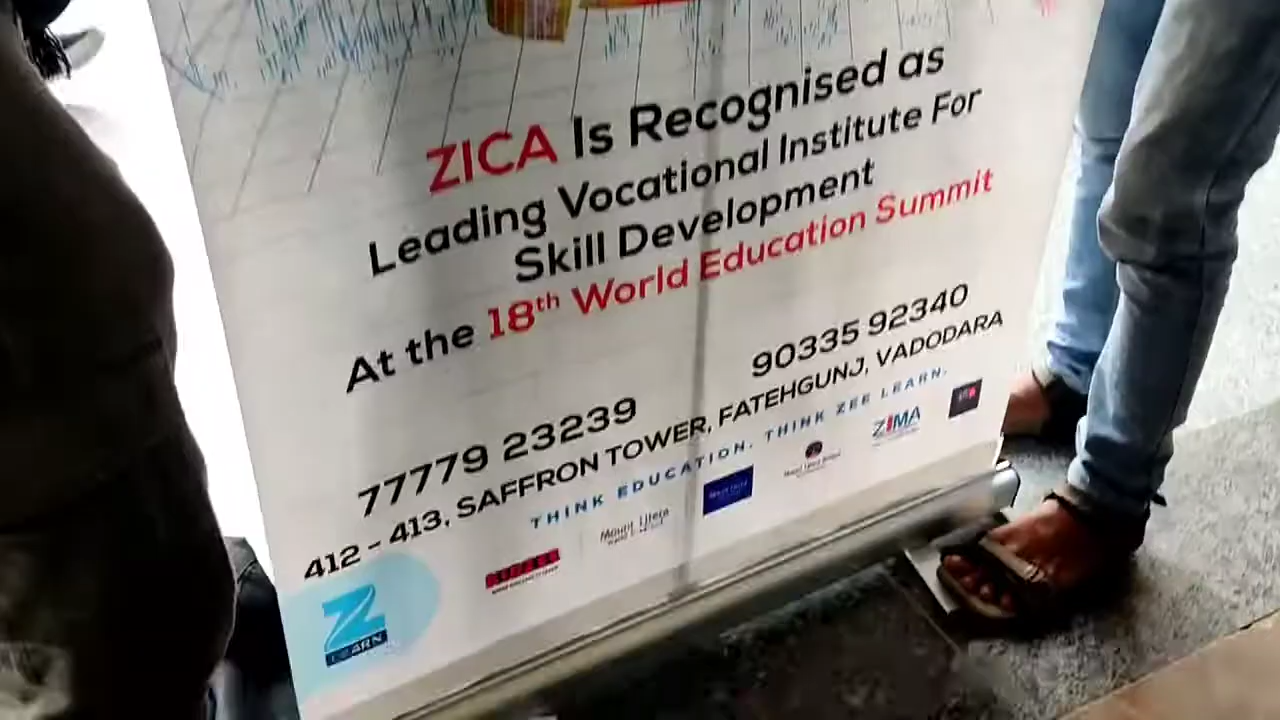 ZICA Is Recognised as
Leading Vocational Institute For
Skill Development
At the 18th World Education Summit
77779 23239
90335 92340
412 - 413, SAFFRON TOWER, FATEHGUNJ, VADODARA
THINK EDUCATION. THINK ZEE LEARN.
Z LEARN
Mount Litera
ZIMA